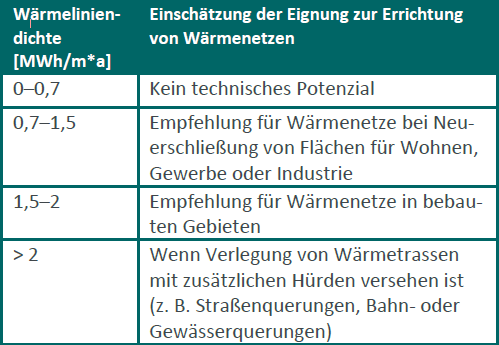 Wärmelinien-
dichte
[MWh/m*a]
Einschätzung der Eignung zur Errichtung
von Wärmenetzen
0–0,7
Kein technisches Potenzial
0,7–1,5
Empfehlung für Wärmenetze bei Neu-
erschließung von Flächen für Wohnen,
Gewerbe oder Industrie
1,5–2
Empfehlung für Wärmenetze in bebau-
ten Gebieten
> 2
Wenn Verlegung von Wärmetrassen
mit zusätzlichen Hürden versehen ist
(z. B. Straßenquerungen, Bahn- oder
Gewässerquerungen)